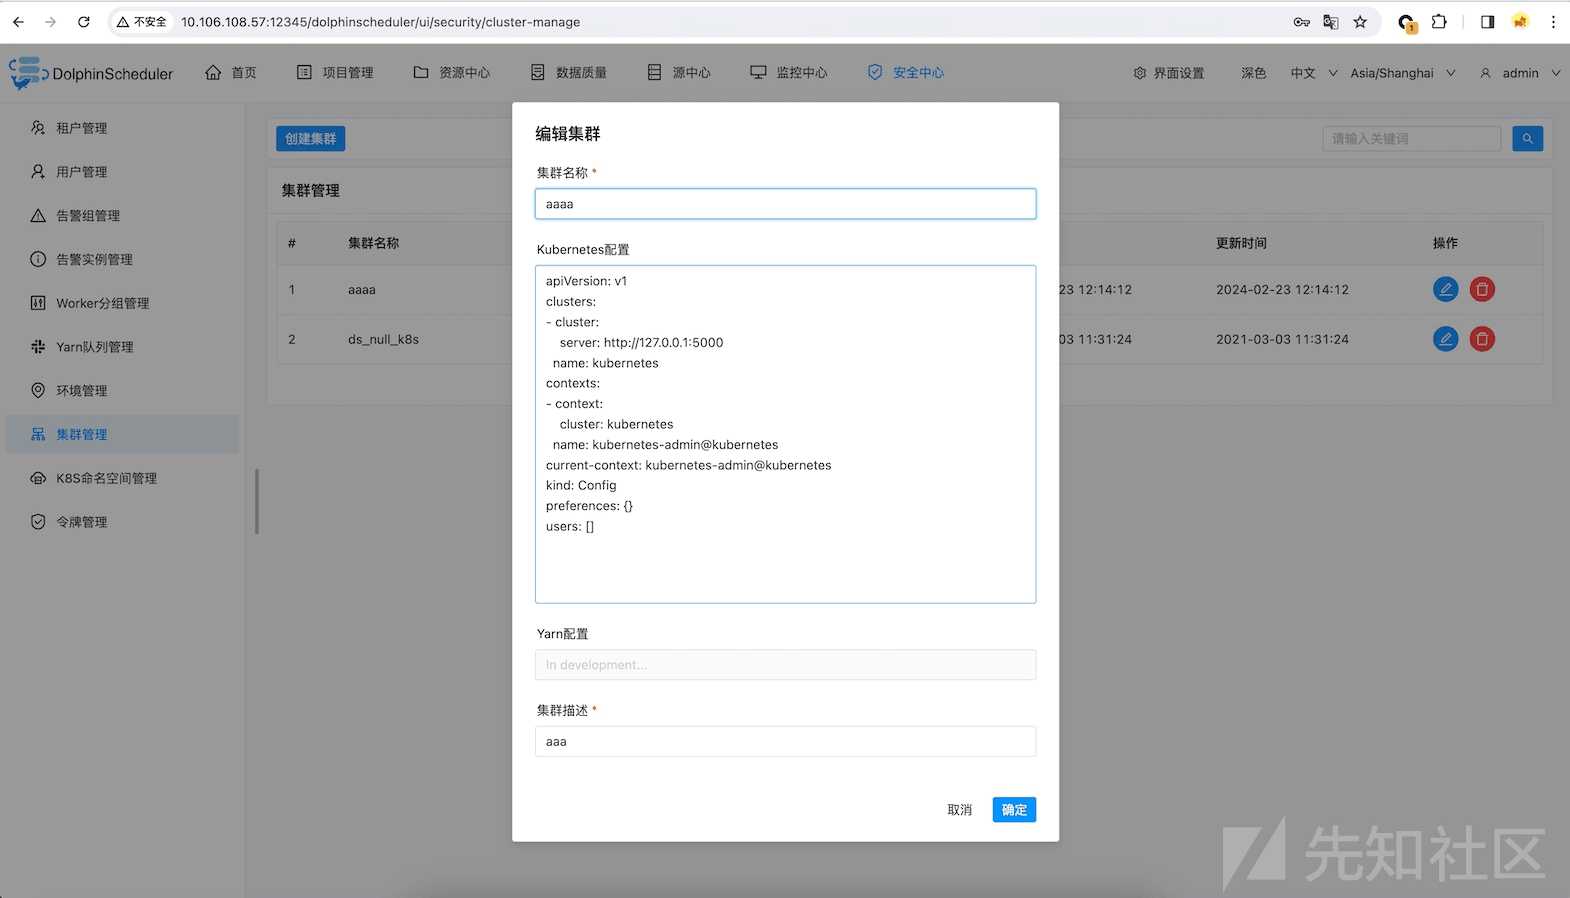 不安全 10.106.108.57:12345/dolphinscheduler/ui/security/cluster-manage
1
DolphinScheduler 首页 项目管理 资源中心 数据质量 源中心 监控中心 安全中心 界面设置 深色 中文 Asia/Shanghai admin
租户管理
用户管理
告警组管理
告警实例管理
Worker分组管理
Yarn队列管理
环境管理
集群管理
K8S命名空间管理
令牌管理
创建集群 请输入关键词
集群管理
# 集群名称 更新时间 操作
1 aaaa 23 12:14:12 2024-02-23 12:14:12
2 ds_null_k8s 03 11:31:24 2021-03-03 11:31:24
编辑集群
集群名称 *
aaaa
Kubernetes配置
apiVersion: v1
clusters:
- cluster:
    server: http://127.0.0.1:5000
  name: kubernetes
contexts:
- context:
    cluster: kubernetes
  name: kubernetes-admin@kubernetes
current-context: kubernetes-admin@kubernetes
kind: Config
preferences: {}
users: []
Yarn配置
In development...
集群描述 *
aaa
取消 确定
先知社区